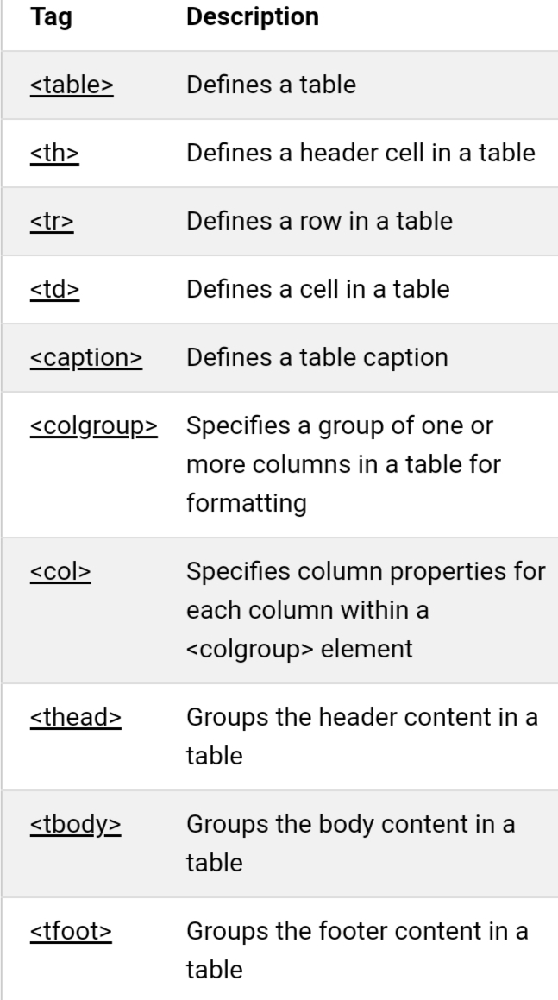 Tag Description
<table> Defines a table
<th> Defines a header cell in a table
<tr> Defines a row in a table
<td> Defines a cell in a table
<caption> Defines a table caption
<colgroup> Specifies a group of one or
more columns in a table for
formatting
<col> Specifies column properties for
each column within a
<colgroup> element
<thead> Groups the header content in a
table
<tbody> Groups the body content in a
table
<tfoot> Groups the footer content in a
table